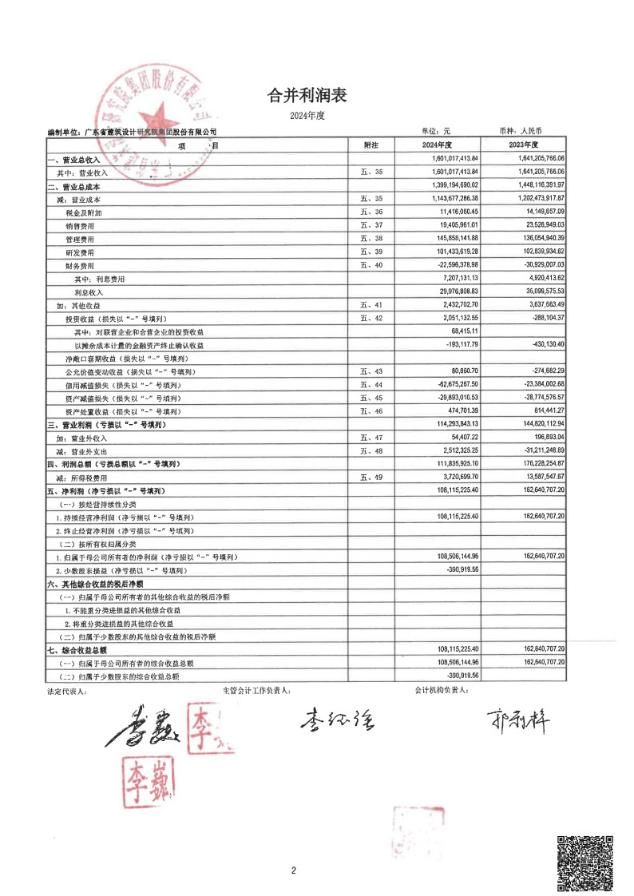 合并利润表
2024年度
编制单位：广东省建筑设计研究院集团股份有限公司 单位：元 币种：人民币
项 目 附注 2024年度 2023年度
一、营业总收入 1,601,017,413.84 1,641,205,766.06
其中：营业收入 五、35 1,601,017,413.84 1,641,205,766.06
二、营业总成本 1,399,194,690.02 1,448,116,391.97
减：营业成本 五、35 1,143,677,286.38 1,202,473,917.87
税金及附加 五、36 11,416,060.45 14,149,657.09
销售费用 五、37 19,405,961.01 23,526,949.03
管理费用 五、38 145,858,141.88 136,054,940.39
研发费用 五、39 101,433,619.28 102,839,934.62
财务费用 五、40 -22,596,378.98 -30,929,007.03
其中：利息费用 7,207,131.13 4,920,413.62
利息收入 29,976,808.83 36,099,575.53
加：其他收益 五、41 2,432,702.70 3,637,663.49
投资收益（损失以“-”号填列） 五、42 2,051,132.55 -288,104.37
其中：对联营企业和合营企业的投资收益 68,415.11
以摊余成本计量的金融资产终止确认收益 -193,117.79 -430,130.40
净敞口套期收益（损失以“-”号填列）
公允价值变动收益（损失以“-”号填列） 五、43 80,860.70 -274,682.29
信用减值损失（损失以“-”号填列） 五、44 -62,675,267.50 -23,384,002.68
资产减值损失（损失以“-”号填列） 五、45 -29,893,010.53 -28,774,576.57
资产处置收益（损失以“-”号填列） 五、46 474,701.39 814,441.27
三、营业利润（亏损以“-”号填列） 114,293,843.13 144,820,112.94
加：营业外收入 五、47 54,407.22 196,893.04
减：营业外支出 五、48 2,512,325.25 -31,211,248.89
四、利润总额（亏损总额以“-”号填列） 111,835,925.10 176,228,254.87
减：所得税费用 五、49 3,720,699.70 13,587,547.67
五、净利润（净亏损以“-”号填列） 108,115,225.40 162,640,707.20
（一）按经营持续性分类
1.持续经营净利润（净亏损以“-”号填列） 108,115,225.40 162,640,707.20
2.终止经营净利润（净亏损以“-”号填列）
（二）按所有权归属分类
1.归属于母公司所有者的净利润（净亏损以“-”号填列） 108,506,144.96 162,640,707.20
2.少数股东损益（净亏损以“-”号填列） -390,919.56
六、其他综合收益的税后净额
（一）归属于母公司所有者的其他综合收益的税后净额
1.不能重分类进损益的其他综合收益
2.将重分类进损益的其他综合收益
（二）归属于少数股东的其他综合收益的税后净额
七、综合收益总额 108,115,225.40 162,640,707.20
（一）归属于母公司所有者的综合收益总额 108,506,144.96 162,640,707.20
（二）归属于少数股东的综合收益总额 -390,919.56
法定代表人： 主管会计工作负责人： 会计机构负责人：
李巍
2